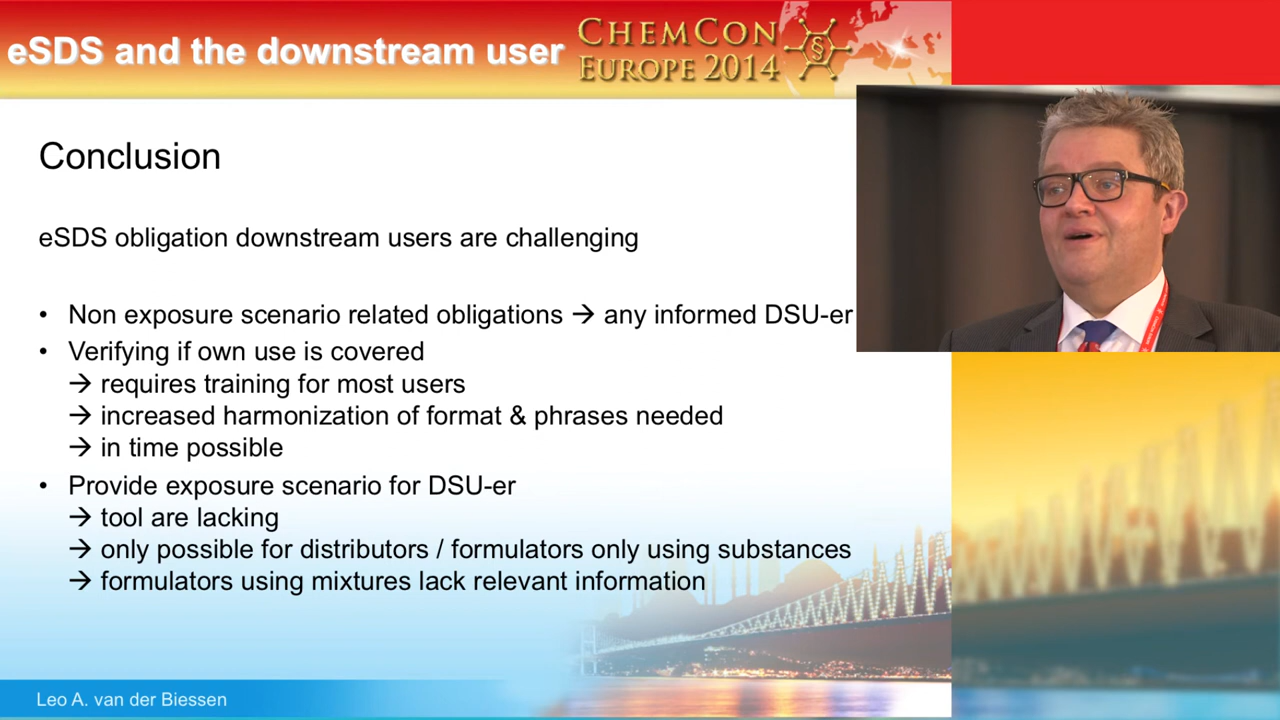 eSDS and the downstream user
CHEMCON
EUROPE 2014
§
Conclusion
eSDS obligation downstream users are challenging
• Non exposure scenario related obligations → any informed DSU-er
• Verifying if own use is covered
→ requires training for most users
→ increased harmonization of format & phrases needed
→ in time possible
• Provide exposure scenario for DSU-er
→ tool are lacking
→ only possible for distributors / formulators only using substances
→ formulators using mixtures lack relevant information
Leo A. van der Biessen